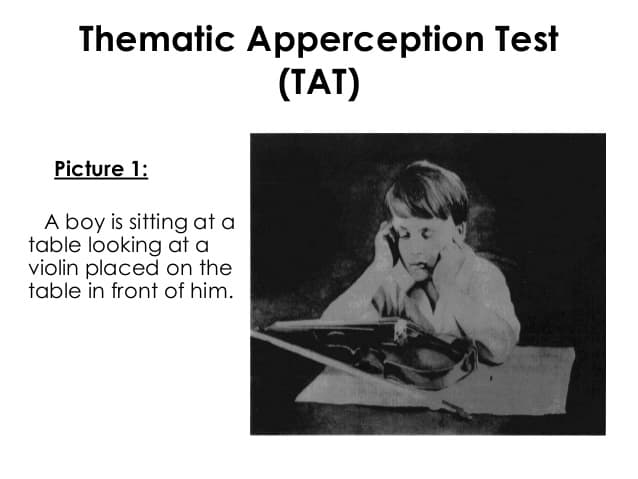 Thematic Apperception Test
(TAT)
Picture 1:
A boy is sitting at a
table looking at a
violin placed on the
table in front of him.